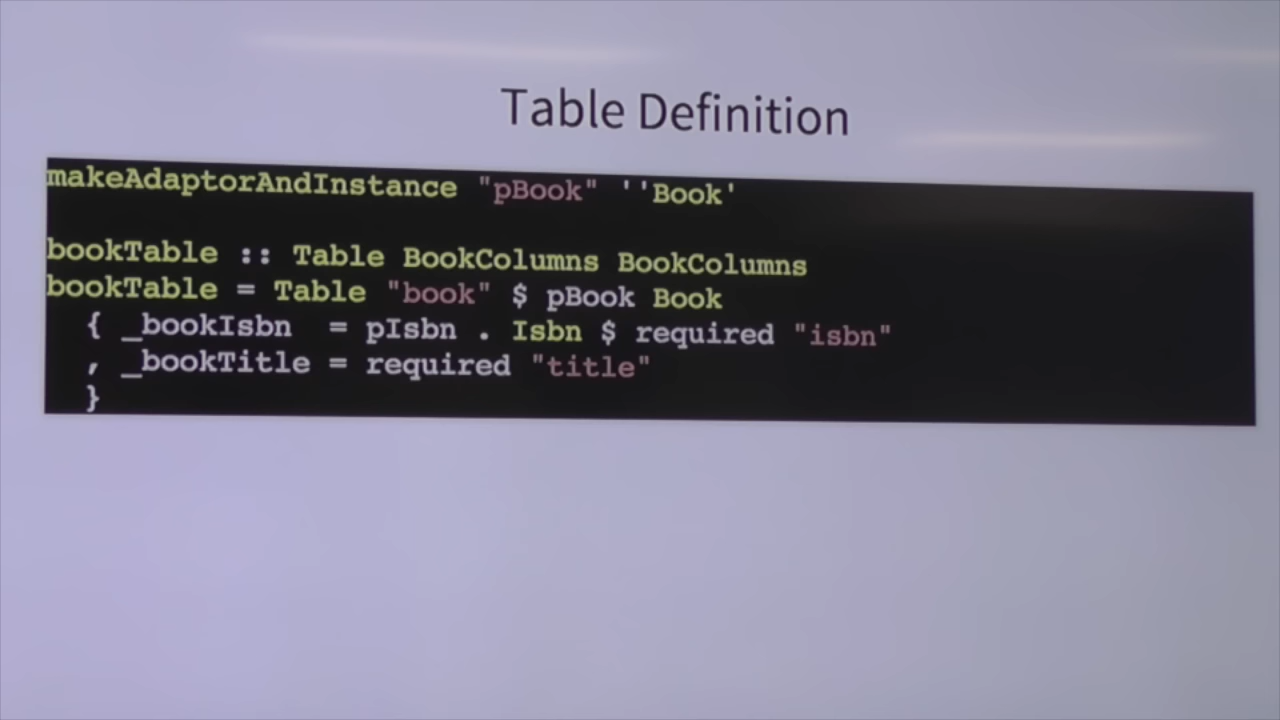 Table Definition
makeAdaptorAndInstance "pBook" ''Book'
bookTable :: Table BookColumns BookColumns
bookTable = Table "book" $ pBook Book
{ _bookIsbn = pIsbn . Isbn $ required "isbn"
, _bookTitle = required "title"
}